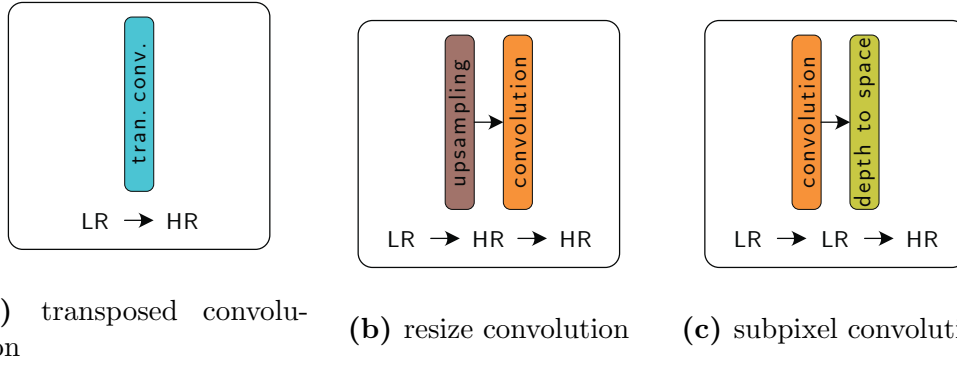 tran. conv.
LR → HR
upsampling
convolution
LR → HR → HR
convolution
depth to space
LR → LR → HR
) transposed convolu-
on
(b) resize convolution
(c) subpixel convoluti